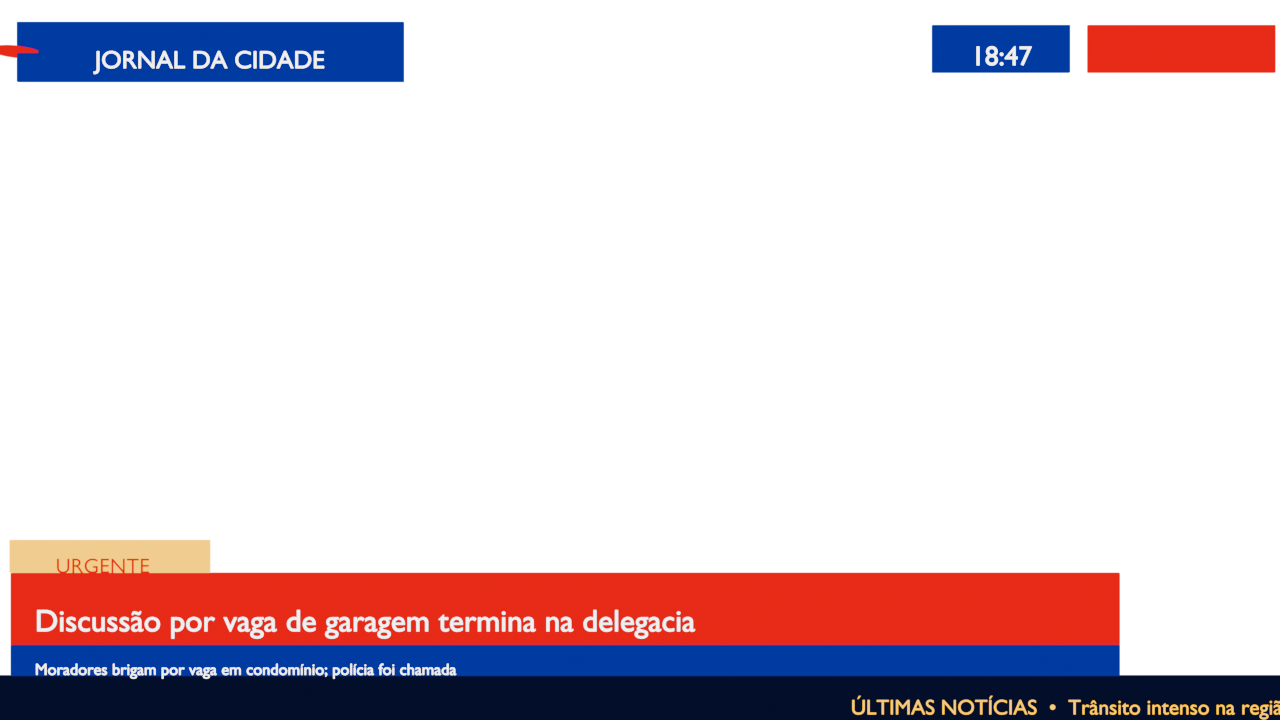 JORNAL DA CIDADE
18:47
URGENTE
Discussão por vaga de garagem termina na delegacia
Moradores brigam por vaga em condomínio; polícia foi chamada
ÚLTIMAS NOTÍCIAS • Trânsito intenso na regiã